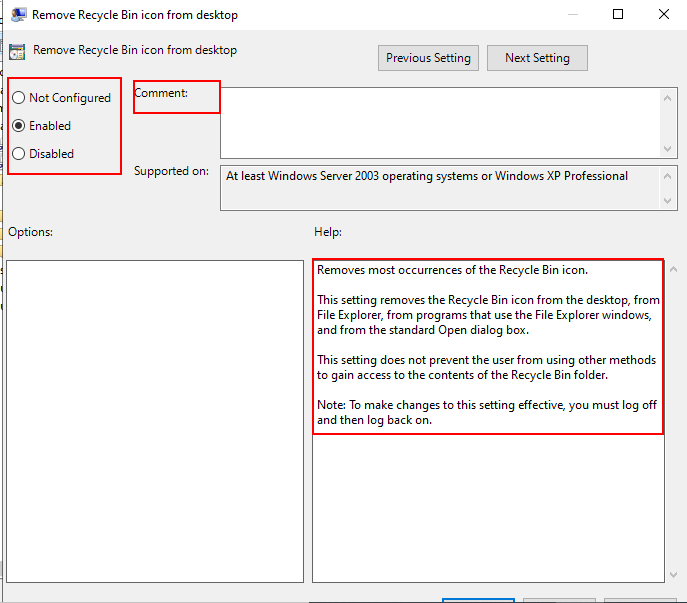 Remove Recycle Bin icon from desktop
Remove Recycle Bin icon from desktop
Previous Setting
Next Setting
Not Configured
Enabled
Disabled
Comment:
Supported on:
At least Windows Server 2003 operating systems or Windows XP Professional
Options:
Help:
Removes most occurrences of the Recycle Bin icon.
This setting removes the Recycle Bin icon from the desktop, from
File Explorer, from programs that use the File Explorer windows,
and from the standard Open dialog box.
This setting does not prevent the user from using other methods
to gain access to the contents of the Recycle Bin folder.
Note: To make changes to this setting effective, you must log off
and then log back on.